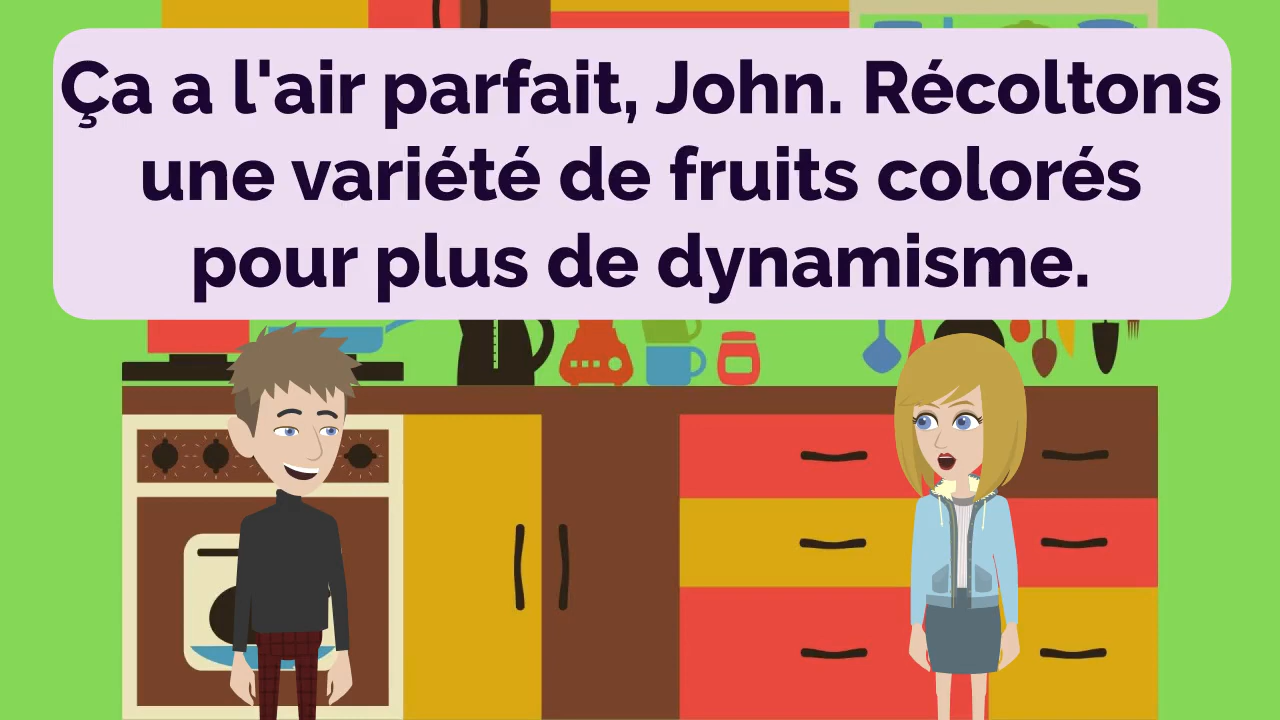 Ça a l'air parfait, John. Récoltons
une variété de fruits colorés
pour plus de dynamisme.